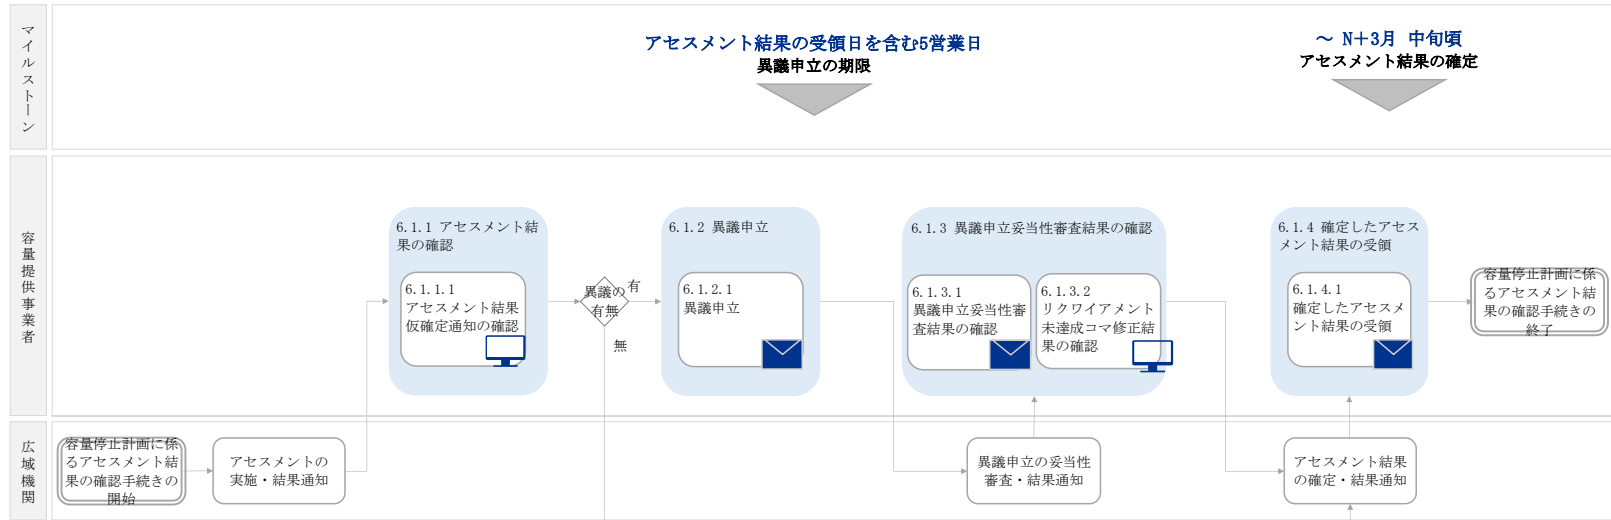 マイルストーン
アセスメント結果の受領日を含む5営業日
異議申立の期限
～ N＋3月 中旬頃
アセスメント結果の確定
容量提供事業者
6.1.1 アセスメント結
果の確認
6.1.1.1
アセスメント結果
仮確定通知の確認
異議の
有無
有
無
6.1.2 異議申立
6.1.2.1
異議申立
6.1.3 異議申立妥当性審査結果の確認
6.1.3.1
異議申立妥当性審
査結果の確認
6.1.3.2
リクワイアメント
未達成コマ修正結
果の確認
6.1.4 確定したアセス
メント結果の受領
6.1.4.1
確定したアセスメ
ント結果の受領
容量停止計画に係
るアセスメント結
果の確認手続きの
終了
広域機関
容量停止計画に係
るアセスメント結
果の確認手続きの
開始
アセスメントの
実施・結果通知
異議申立の妥当性
審査・結果通知
アセスメント結果
の確定・結果通知